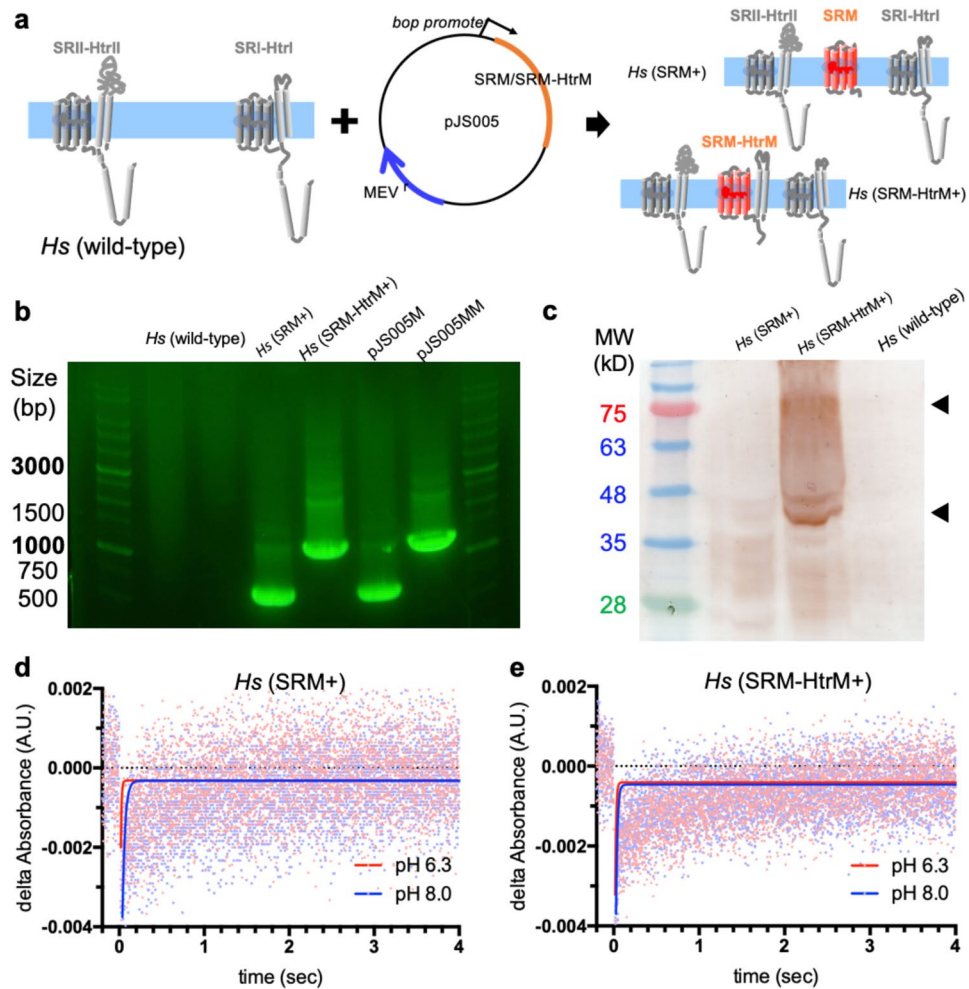 a
SRII-HtrII
SRI-HtrI
Hs (wild-type)
bop promote
SRM/SRM-HtrM
pJS005
MEV r
SRII-HtrII
SRM
SRI-HtrI
Hs (SRM+)
SRM-HtrM
Hs (SRM-HtrM+)
b
Hs (wild-type)
Hs (SRM+)
Hs (SRM-HtrM+)
pJS005M
pJS005MM
Size
(bp)
3000
1500
1000
750
500
c
MW
(kD)
Hs (SRM+)
Hs (SRM-HtrM+)
Hs (wild-type)
75
63
48
35
28
d
Hs (SRM+)
delta Absorbance (A.U.)
0.002
0.000
-0.002
-0.004
pH 6.3
pH 8.0
0 1 2 3 4
time (sec)
e
Hs (SRM-HtrM+)
delta Absorbance (A.U.)
0.002
0.000
-0.002
-0.004
pH 6.3
pH 8.0
0 1 2 3 4
time (sec)